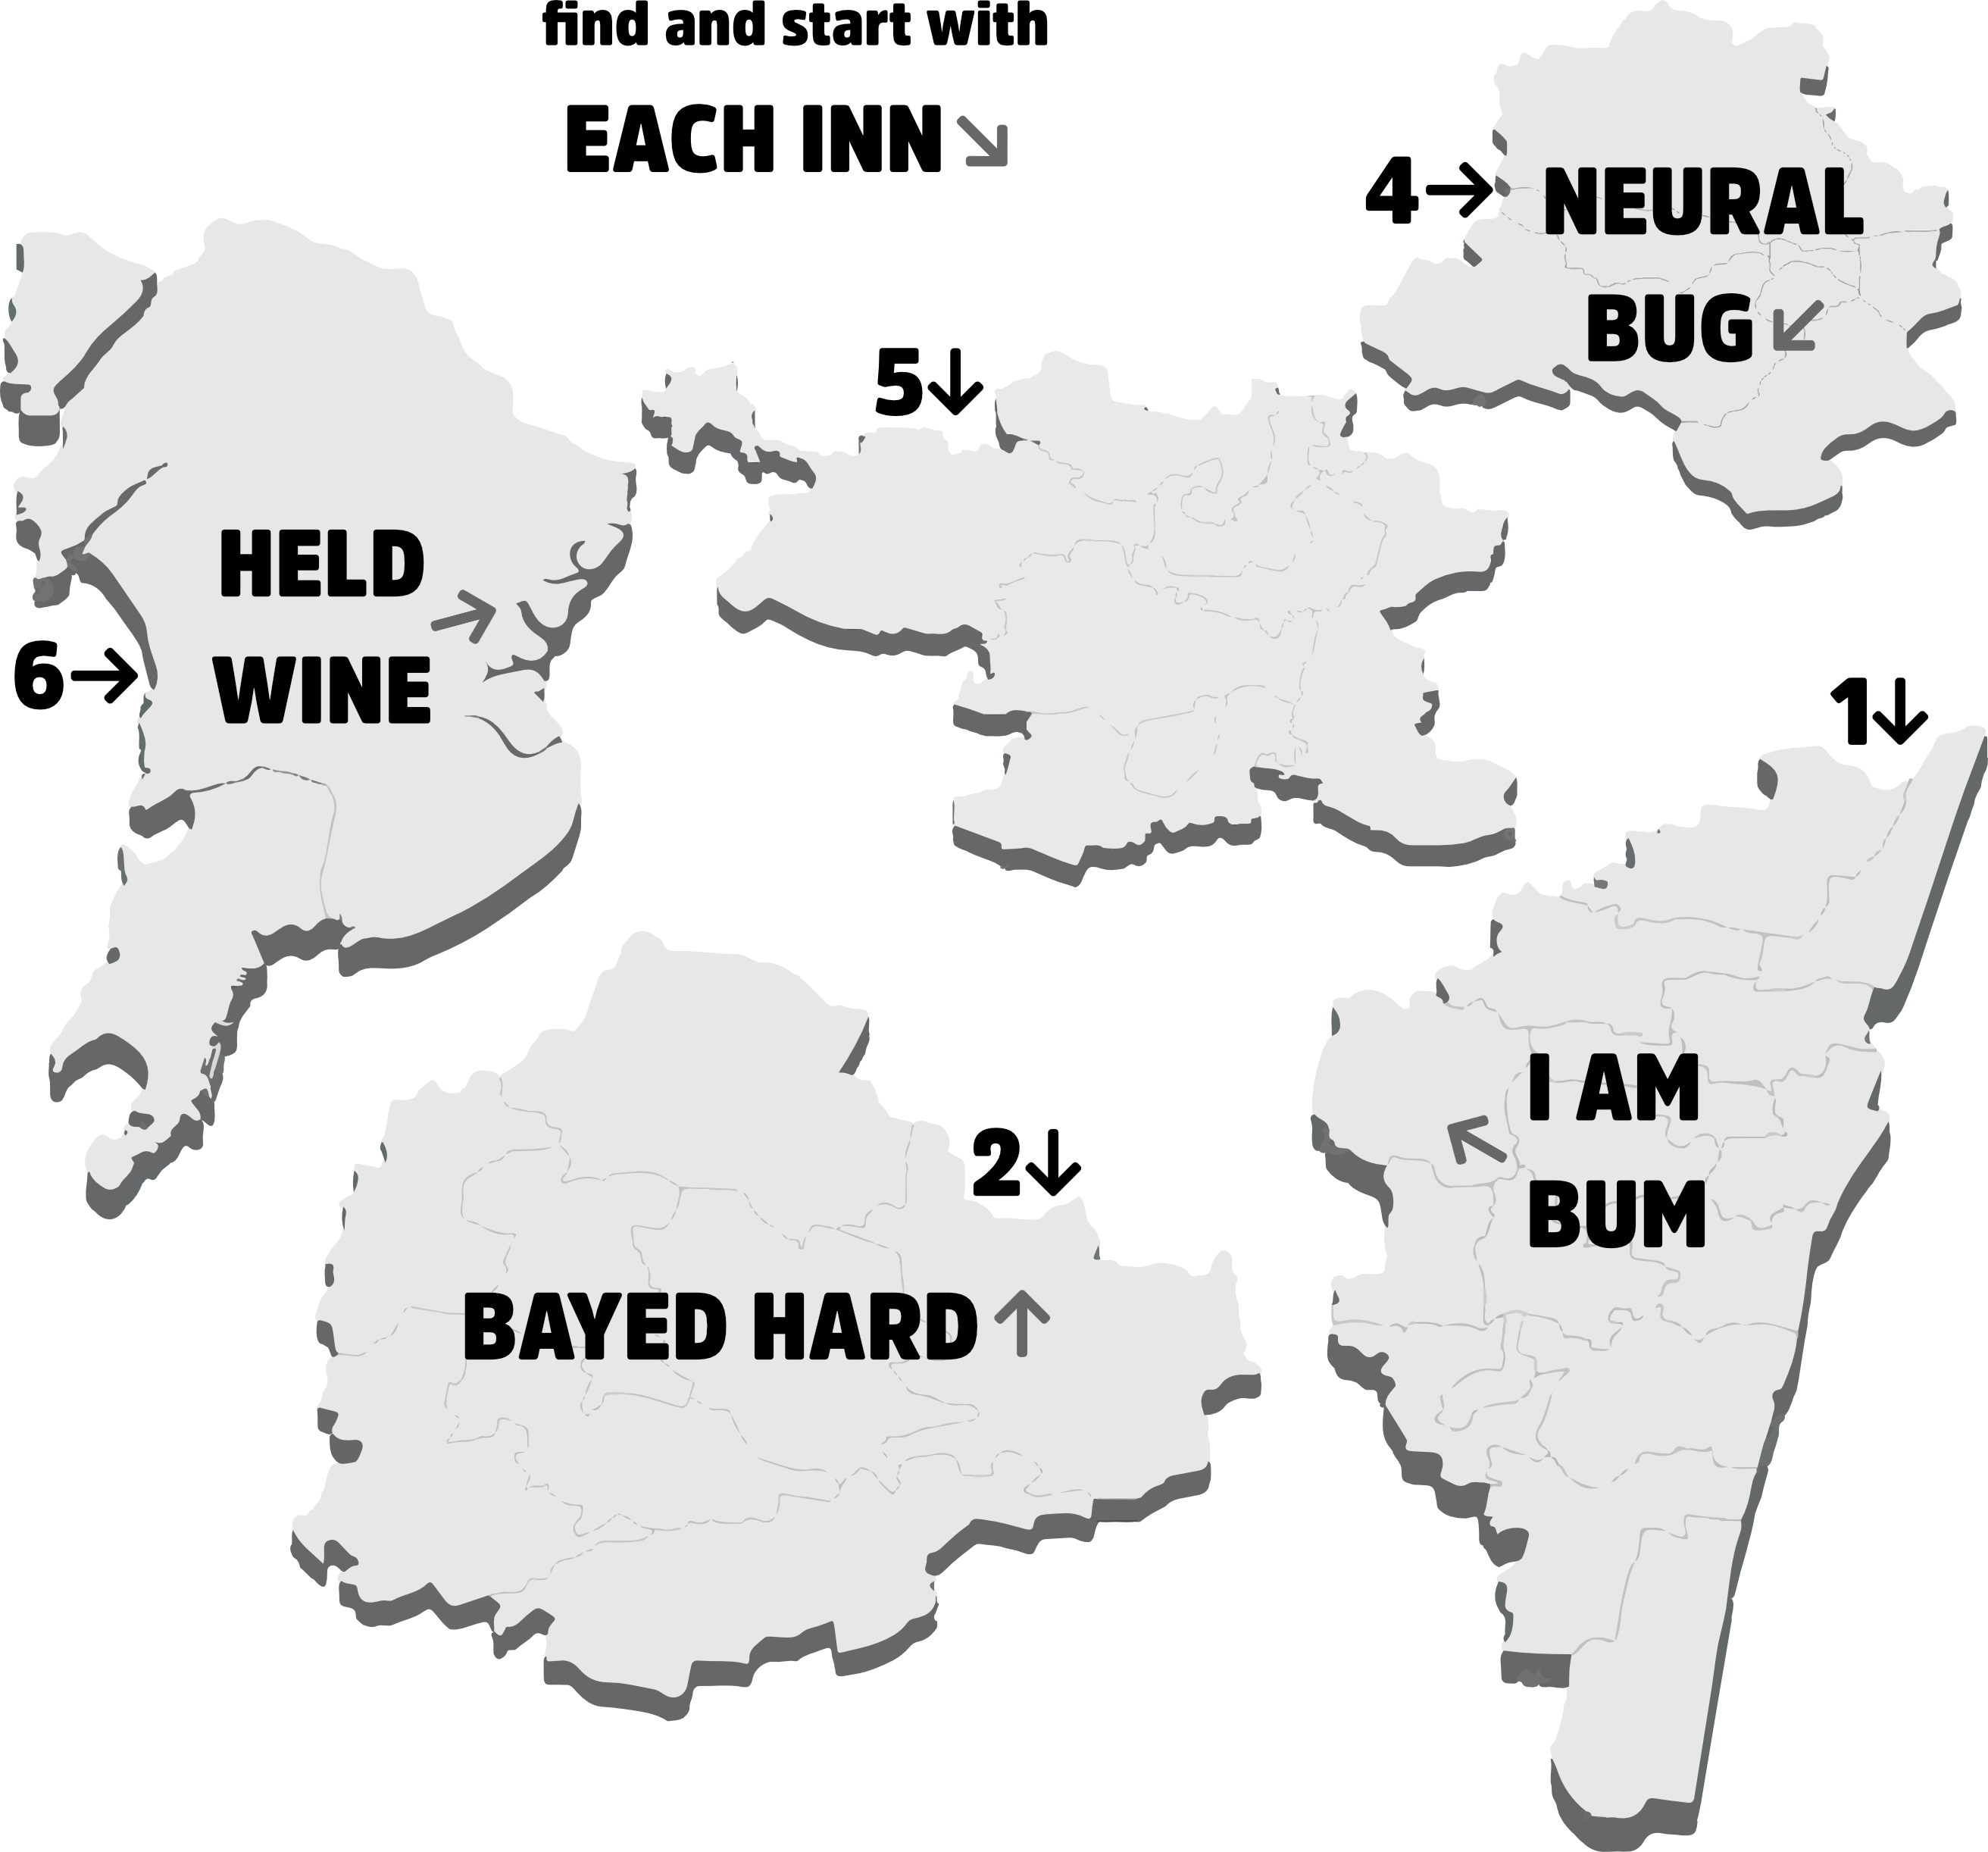 find and start with
EACH INN ↘
4→ NEURAL
BUG ↙
5↓
HELD
→
WINE
6→
1↓
I AM
↖
BUM
2↓
BAYED HARD ↑